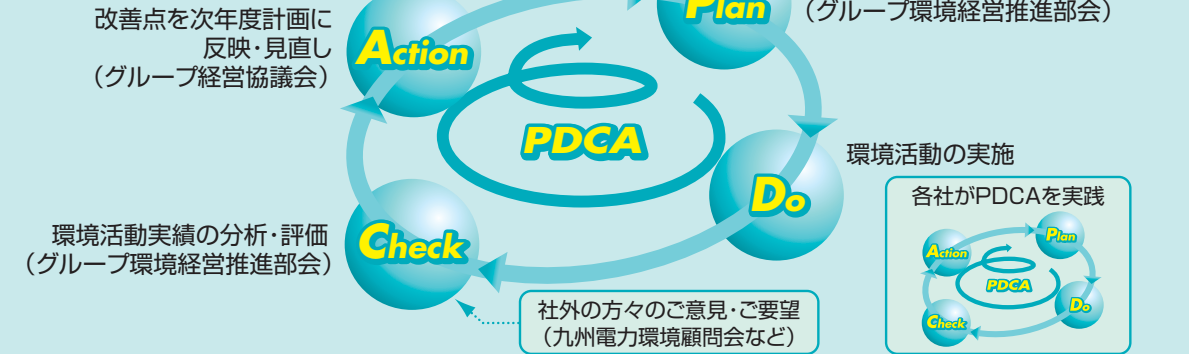 改善点を次年度計画に
反映・見直し
（グループ経営協議会）
Action
Plan
（グループ環境経営推進部会）
PDCA
環境活動の実施
Do
環境活動実績の分析・評価
（グループ環境経営推進部会）
Check
社外の方々のご意見・ご要望
（九州電力環境顧問会など）
各社がPDCAを実践
Action
Plan
PDCA
Do
Check